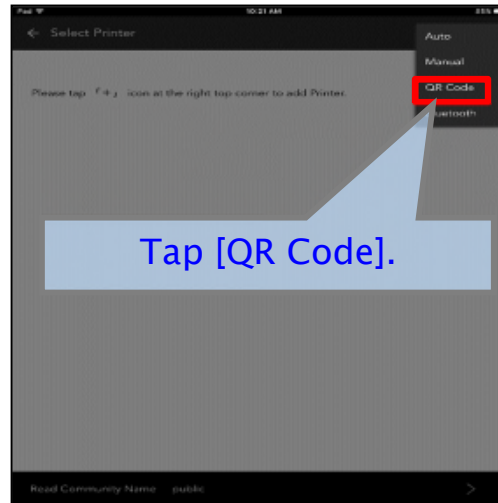 iPad 10:21 AM
← Select Printer
Auto
Manual
QR Code
uetooth
Please tap 「+」 icon at the right top corner to add Printer.
Tap [QR Code].
Read Community Name public